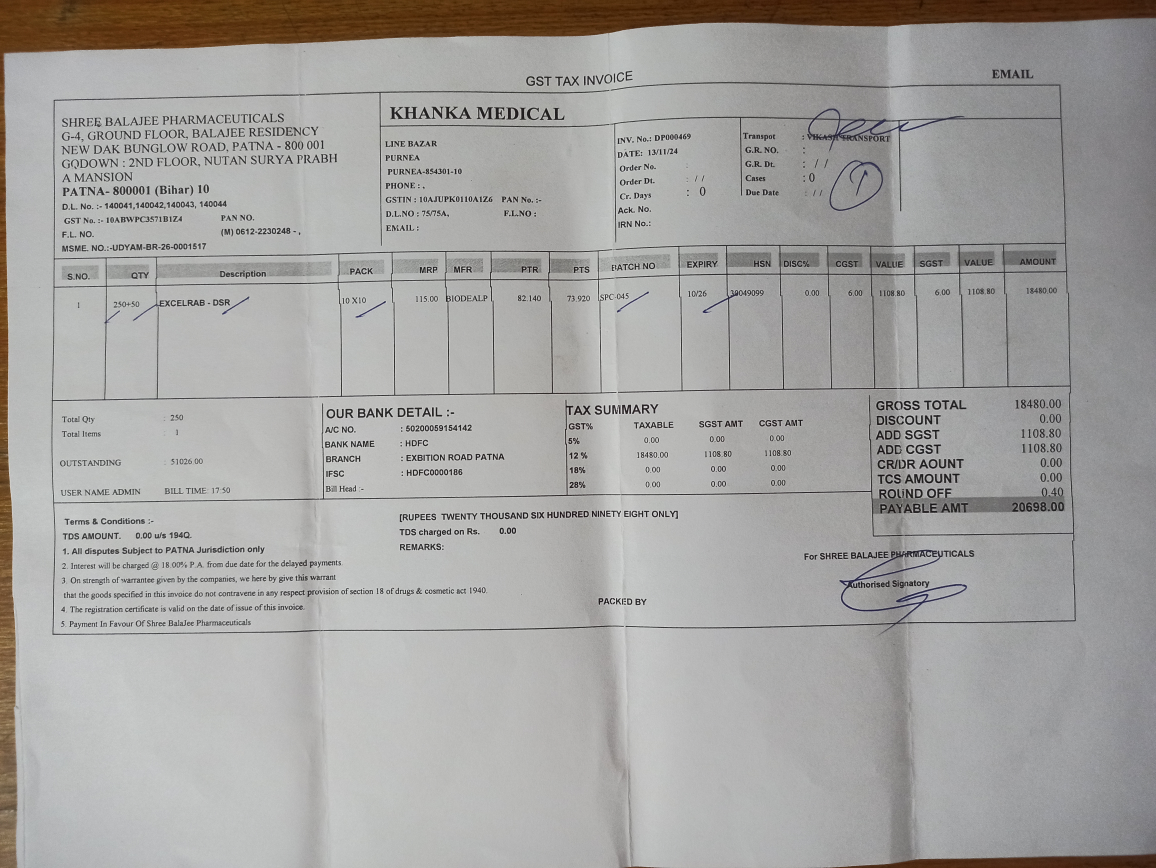 GST TAX INVOICE
EMAIL
SHREE BALAJEE PHARMACEUTICALS
G-4, GROUND FLOOR, BALAJEE RESIDENCY
NEW DAK BUNGLOW ROAD, PATNA - 800 001
GODOWN : 2ND FLOOR, NUTAN SURYA PRABH
A MANSION
PATNA- 800001 (Bihar) 10
D.L. No. :- 140041,140042,140043, 140044
GST No. :- 10ABWPC3571B1Z4 PAN NO.
F.L. NO. (M) 0612-2230248 - ,
MSME. NO.:-UDYAM-BR-26-0001517
KHANKA MEDICAL
LINE BAZAR
PURNEA
PURNEA-854301-10
PHONE : ,
GSTIN : 10AJUPK0110A1Z6 PAN No. :-
D.L.NO : 75/75A, F.L.NO :
EMAIL :
INV. No.: DP000469
DATE: 13/11/24
Order No. :
Order Dt. : / /
Cr. Days : 0
Ack. No.
IRN No.:
Transpot : VIKASH TRANSPORT
G.R. NO. :
G.R. Dt. : / /
Cases : 0
Due Date : / /
1
S.NO. QTY Description PACK MRP MFR PTR PTS BATCH NO EXPIRY HSN DISC% CGST VALUE SGST VALUE AMOUNT
1 250+50 EXCELRAB - DSR 10 X10 115.00 BIODEALP 82.140 73.920 SPC-045 10/26 30049099 0.00 6.00 1108.80 6.00 1108.80 18480.00
Total Qty : 250
Total Items : 1
OUTSTANDING : 51026.00
USER NAME ADMIN BILL TIME: 17:50
OUR BANK DETAIL :-
A/C NO. : 50200059154142
BANK NAME : HDFC
BRANCH : EXBITION ROAD PATNA
IFSC : HDFC0000186
Bill Head :-
TAX SUMMARY
GST% TAXABLE SGST AMT CGST AMT
5% 0.00 0.00 0.00
12 % 18480.00 1108.80 1108.80
18% 0.00 0.00 0.00
28% 0.00 0.00 0.00
GROSS TOTAL 18480.00
DISCOUNT 0.00
ADD SGST 1108.80
ADD CGST 1108.80
CR/DR AOUNT 0.00
TCS AMOUNT 0.00
ROUND OFF 0.40
PAYABLE AMT 20698.00
Terms & Conditions :-
TDS AMOUNT. 0.00 u/s 194Q.
1. All disputes Subject to PATNA Jurisdiction only
2. Interest will be charged @ 18.00% P.A. from due date for the delayed payments.
3. On strength of warrantee given by the companies, we here by give this warrant
that the goods specified in this invoice do not contravene in any respect provision of section 18 of drugs & cosmetic act 1940.
4. The registration certificate is valid on the date of issue of this invoice.
5. Payment In Favour Of Shree BalaJee Pharmaceuticals
[RUPEES TWENTY THOUSAND SIX HUNDRED NINETY EIGHT ONLY]
TDS charged on Rs. 0.00
REMARKS:
PACKED BY
For SHREE BALAJEE PHARMACEUTICALS
Authorised Signatory